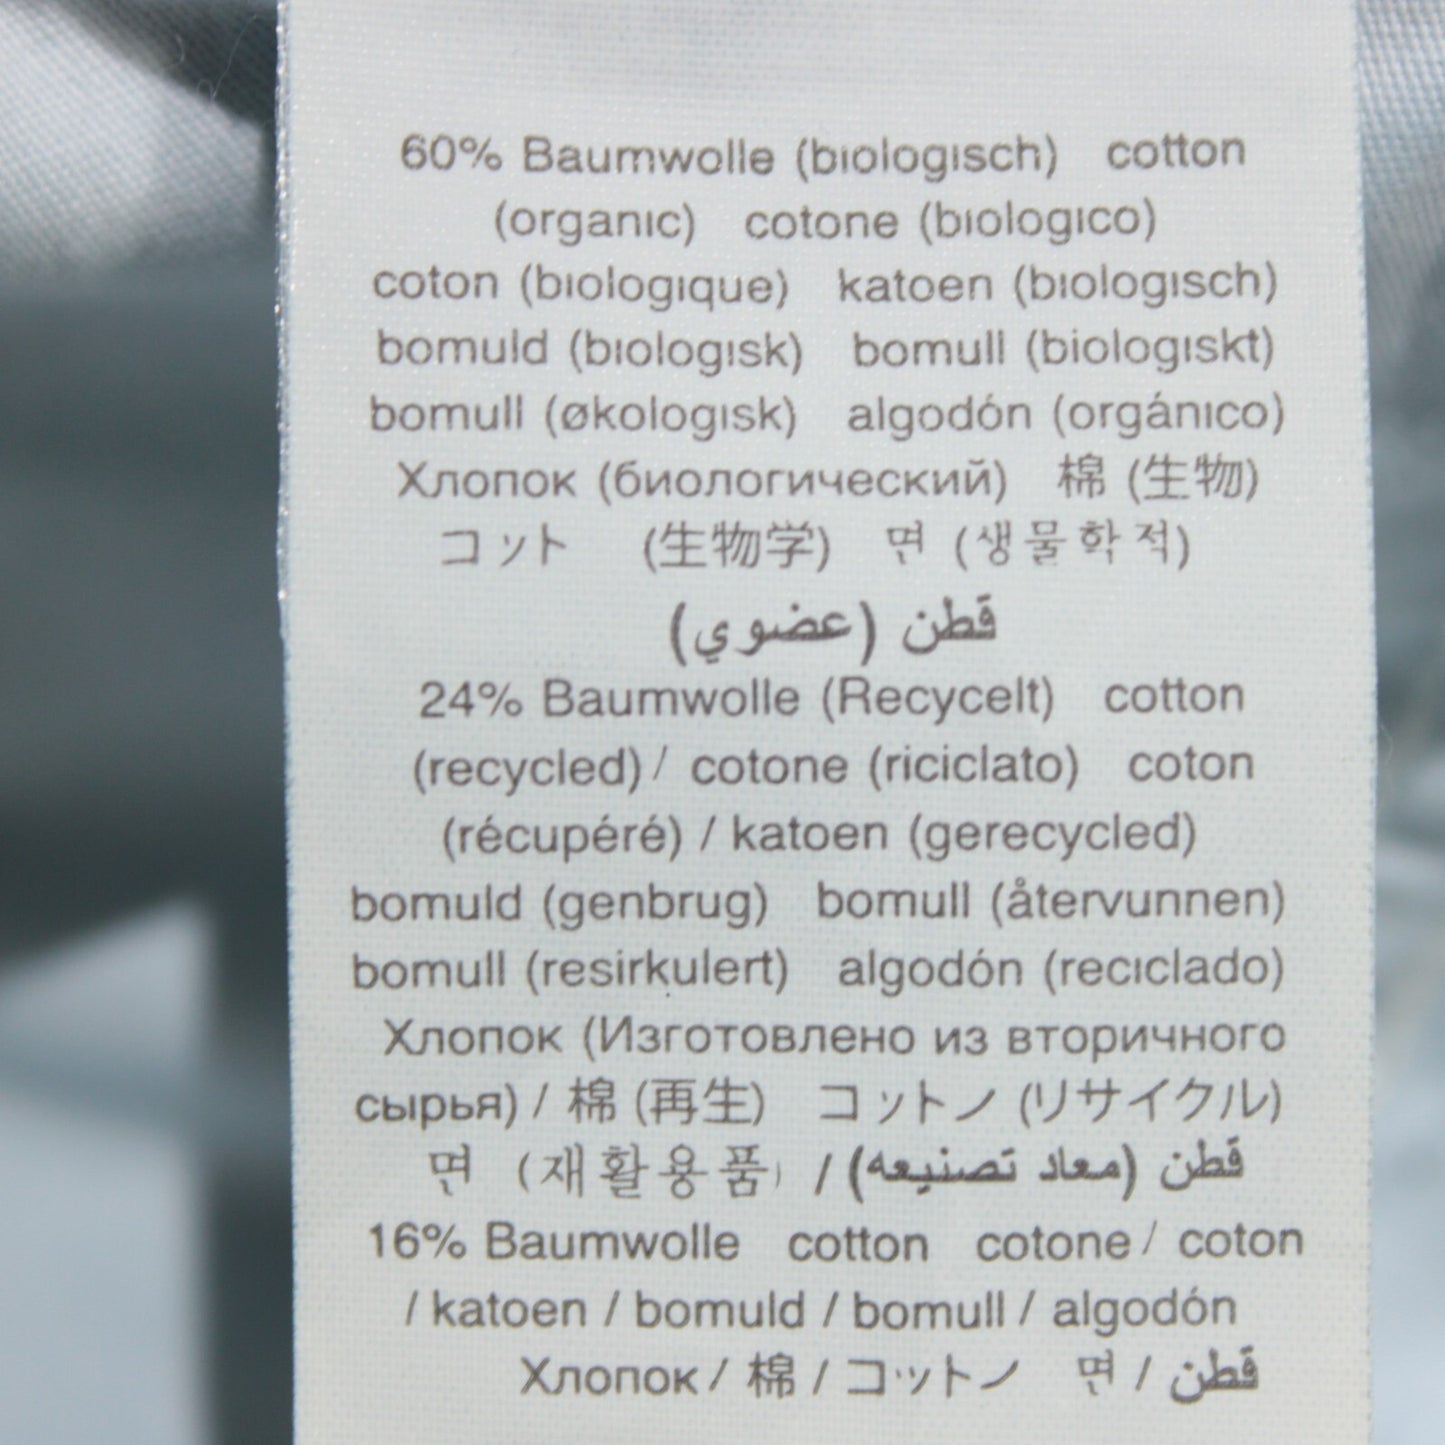 60% Baumwolle (biologisch) cotton
(organic) cotone (biologico)
coton (biologique) katoen (biologisch)
bomuld (biologisk) bomull (biologiskt)
bomull (økologisk) algodón (orgánico)
Хлопок (биологический) 棉 (生物)
コット (生物学) 면 (생물학적)
قطن (عضوي)
24% Baumwolle (Recycelt) cotton
(recycled) / cotone (riciclato) coton
(récupéré) / katoen (gerecycled)
bomuld (genbrug) bomull (återvunnen)
bomull (resirkulert) algodón (reciclado)
Хлопок (Изготовлено из вторичного
сырья) / 棉 (再生) コットノ (リサイクル)
면 (재활용품) / قطن (معاد تصنيعه)
16% Baumwolle cotton cotone / coton
/ katoen / bomuld / bomull / algodón
Хлопок / 棉 / コットノ 면 / قطن